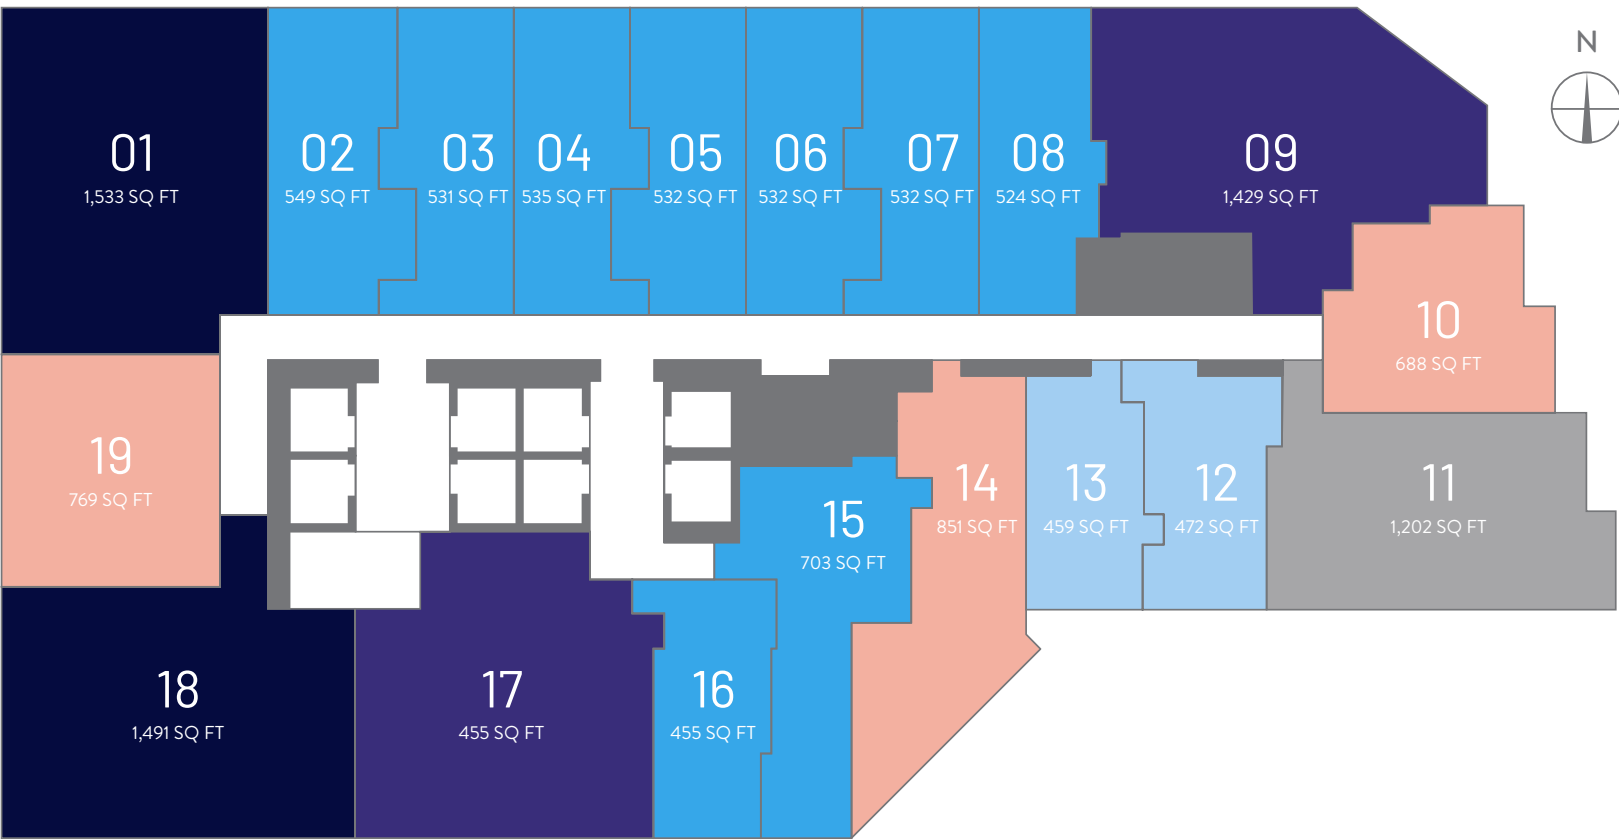 N
01
1,533 SQ FT
02
549 SQ FT
03
531 SQ FT
04
535 SQ FT
05
532 SQ FT
06
532 SQ FT
07
532 SQ FT
08
524 SQ FT
09
1,429 SQ FT
10
688 SQ FT
19
769 SQ FT
15
703 SQ FT
14
851 SQ FT
13
459 SQ FT
12
472 SQ FT
11
1,202 SQ FT
18
1,491 SQ FT
17
455 SQ FT
16
455 SQ FT